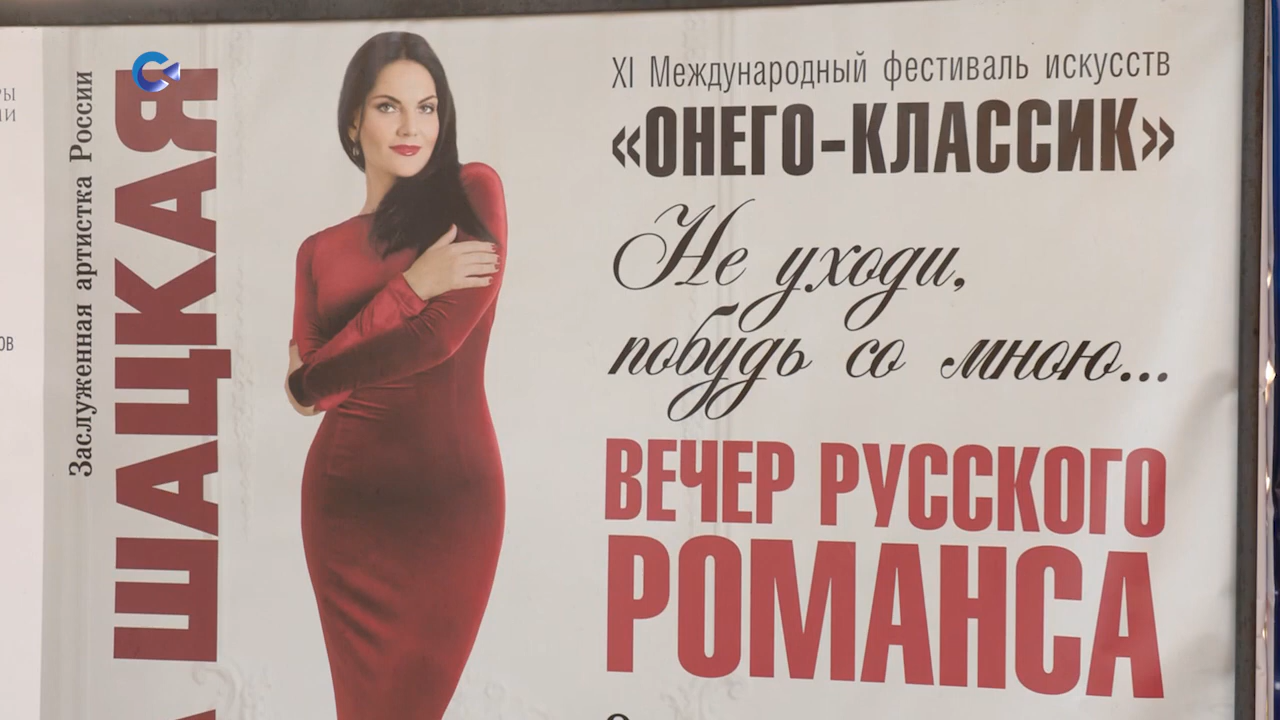 Заслуженная артистка России
ШАЦКАЯ
XI Международный фестиваль искусств
«ОНЕГО-КЛАССИК»
Не уходи,
побудь со мною...
ВЕЧЕР РУССКОГО
РОМАНСА